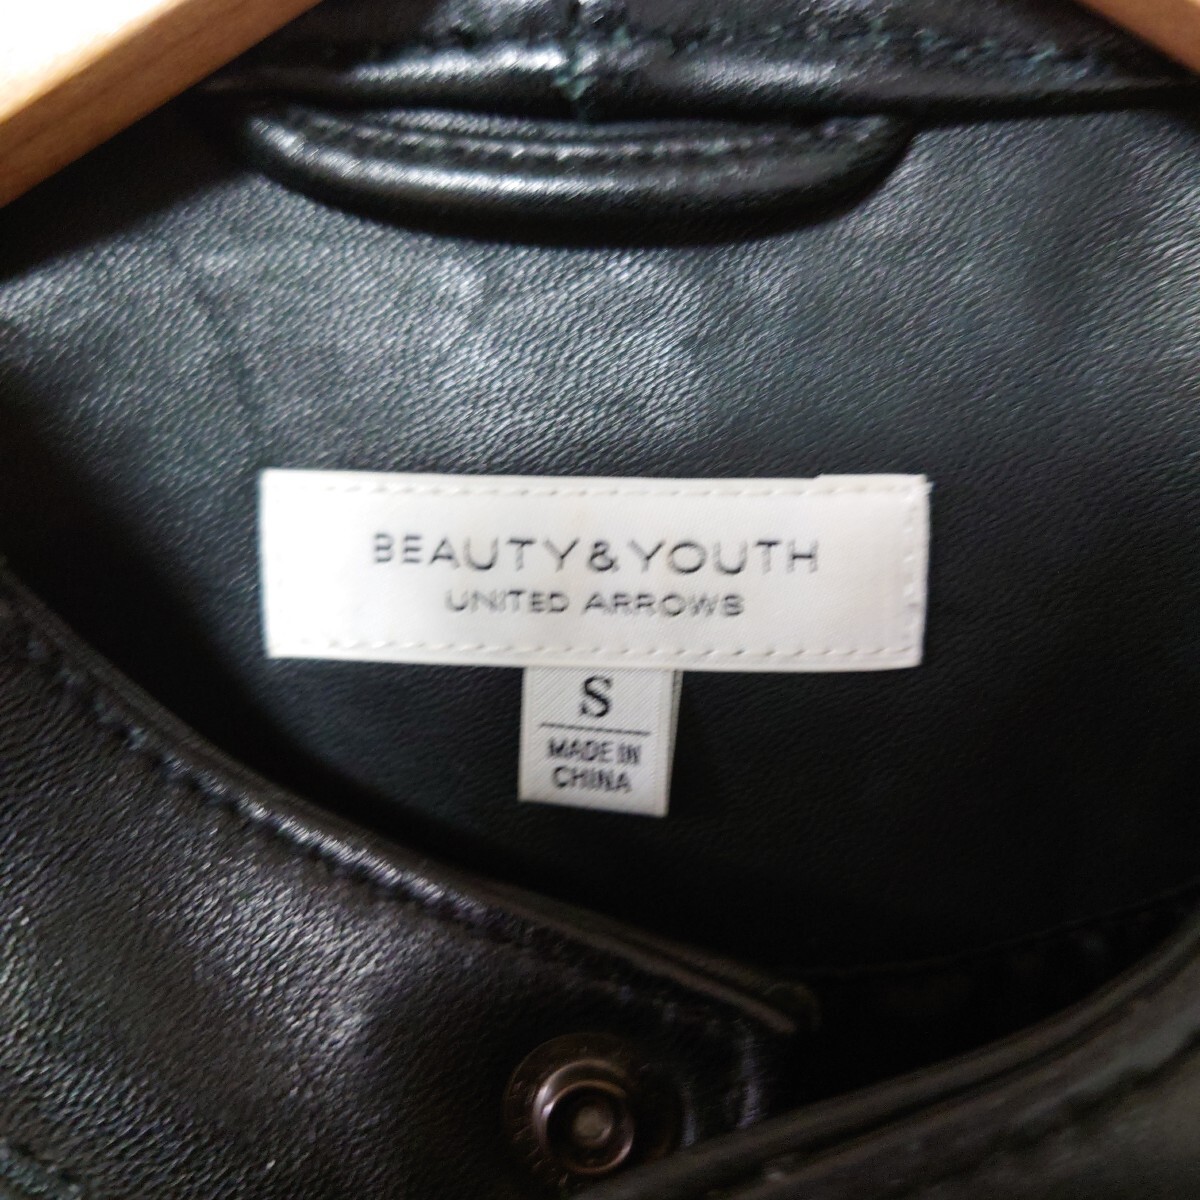 BEAUTY&YOUTH
UNITED ARROWS
S
MADE IN
CHINA